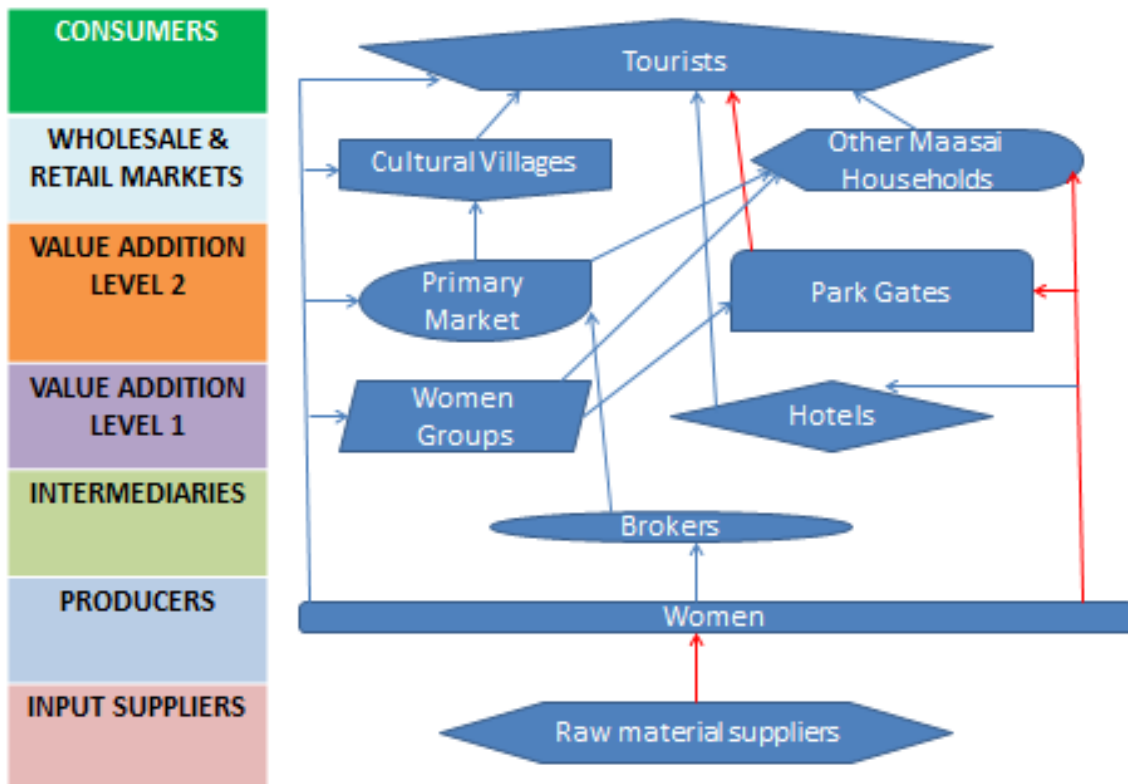 CONSUMERS
Tourists
WHOLESALE &
RETAIL MARKETS
Cultural Villages
Other Maasai
Households
VALUE ADDITION
LEVEL 2
Primary
Market
Park Gates
VALUE ADDITION
LEVEL 1
Women
Groups
Hotels
INTERMEDIARIES
Brokers
PRODUCERS
Women
INPUT SUPPLIERS
Raw material suppliers